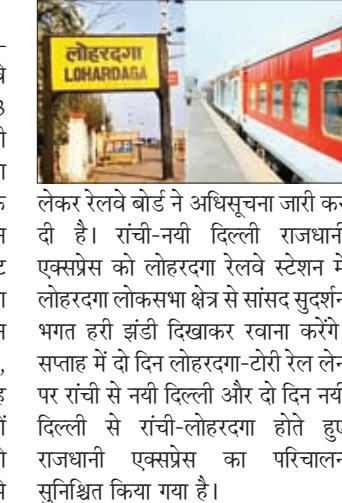 लोहरदगा
LOHARDAGA
लेकर रेलवे बोर्ड ने अधिसूचना जारी कर
दी है। रांची-नयी दिल्ली राजधानी
एक्सप्रेस को लोहरदगा रेलवे स्टेशन में
लोहरदगा लोकसभा क्षेत्र से सांसद सुदर्शन
भगत हरी झंडी दिखाकर रवाना करेंगे
सप्ताह में दो दिन लोहरदगा-टोरी रेल लेन
पर रांची से नयी दिल्ली और दो दिन नयी
दिल्ली से रांची-लोहरदगा होते हुए
राजधानी एक्सप्रेस का परिचालन
सुनिश्चित किया गया है।